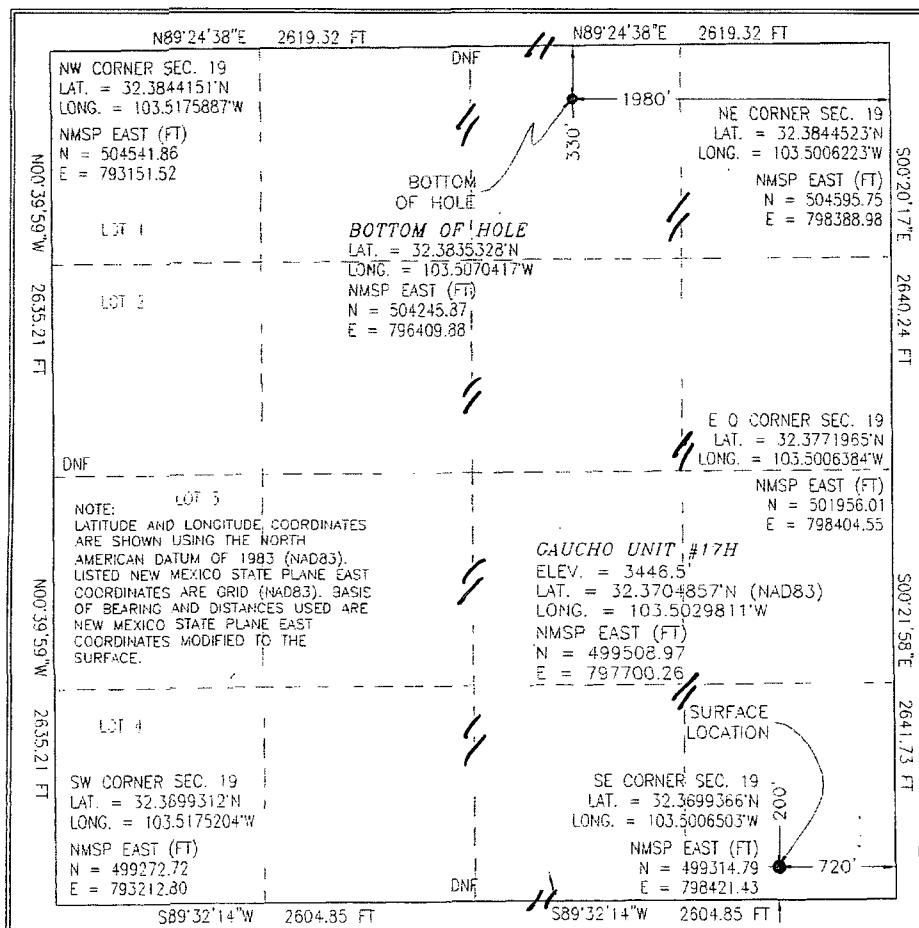 N89°24'38"E 2619.32 FT
N89°24'38"E 2619.32 FT
DNF
NW CORNER SEC. 19
LAT. = 32.3844151'N
LONG. = 103.5175887'W
NMSP EAST (FT)
N = 504541.86
E = 793151.52
1980'
330'
NE CORNER SEC. 19
LAT. = 32.3844523'N
LONG. = 103.5006223'W
NMSP EAST (FT)
N = 504595.75
E = 798388.98
BOTTOM
OF HOLE
N00°39'59"W
2635.21 FT
S00°20'17"E
2640.24 FT
LOT 1
BOTTOM OF HOLE
LAT. = 32.3835328'N
LONG. = 103.5070417'W
NMSP EAST (FT)
N = 504245.87
E = 796409.88
LOT 2
E Q CORNER SEC. 19
LAT. = 32.3771965'N
LONG. = 103.5006384'W
NMSP EAST (FT)
N = 501956.01
E = 798404.55
DNF
LOT 3
NOTE:
LATITUDE AND LONGITUDE COORDINATES
ARE SHOWN USING THE NORTH
AMERICAN DATUM OF 1983 (NAD83).
LISTED NEW MEXICO STATE PLANE EAST
COORDINATES ARE GRID (NAD83). BASIS
OF BEARING AND DISTANCES USED ARE
NEW MEXICO STATE PLANE EAST
COORDINATES MODIFIED TO THE
SURFACE.
GAUCHO UNIT #17H
ELEV. = 3446.5'
LAT. = 32.3704857'N (NAD83)
LONG. = 103.5029811'W
NMSP EAST (FT)
N = 499508.97
E = 797700.26
N00°39'59"W
2635.21 FT
S00°21'58"E
2641.73 FT
LOT 4
SURFACE
LOCATION
SW CORNER SEC. 19
LAT. = 32.3699312'N
LONG. = 103.5175204'W
NMSP EAST (FT)
N = 499272.72
E = 793212.80
SE CORNER SEC. 19
LAT. = 32.3699366'N
LONG. = 103.5006503'W
NMSP EAST (FT)
N = 499314.79
E = 798421.43
200'
720'
DNF
S89°32'14"W 2604.85 FT
S89°32'14"W 2604.85 FT